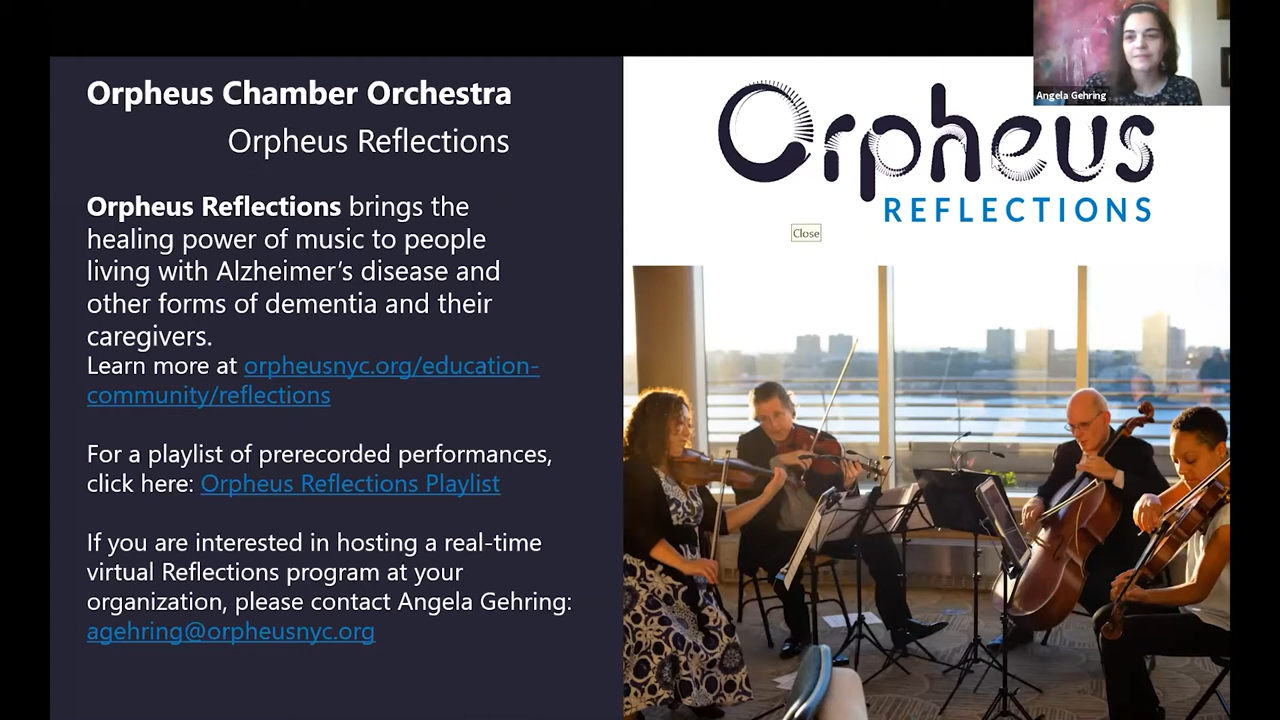 Orpheus Chamber Orchestra
Orpheus Reflections
Orpheus Reflections brings the
healing power of music to people
living with Alzheimer’s disease and
other forms of dementia and their
caregivers.
Learn more at orpheusnyc.org/education-
community/reflections
For a playlist of prerecorded performances,
click here: Orpheus Reflections Playlist
If you are interested in hosting a real-time
virtual Reflections program at your
organization, please contact Angela Gehring:
agehring@orpheusnyc.org
Angela Gehring
Orpheus
REFLECTIONS
Close